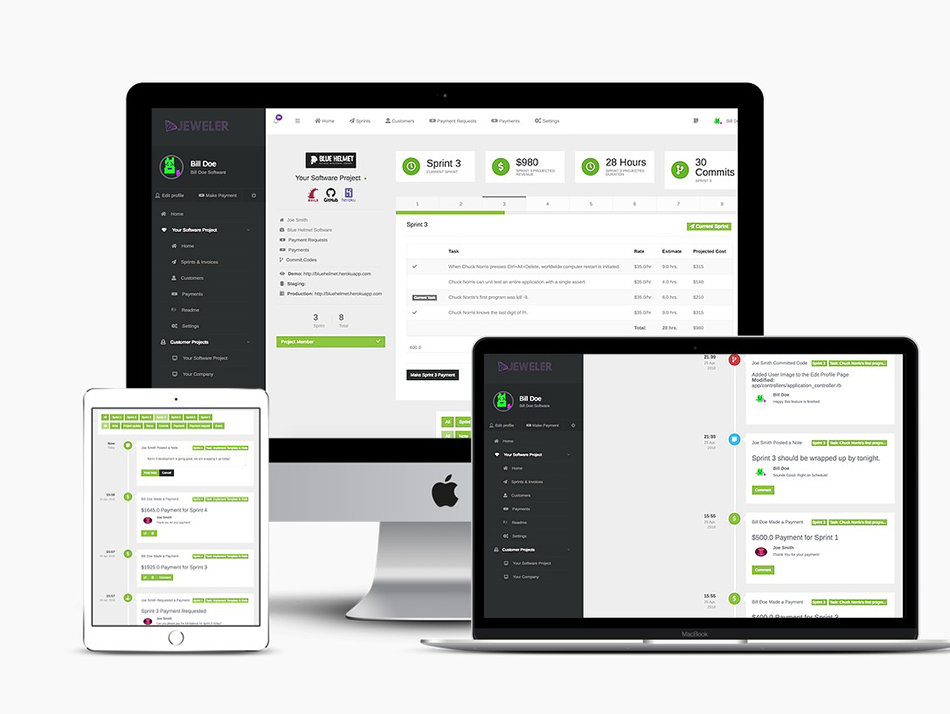 JEWELER
Home
Sprints
Customers
Payment Requests
Payments
Settings
Bill Doe
Bill Doe Software
Edit profile
Make Payment
Home
Your Software Project
Home
Sprints & Invoices
Customers
Payments
Readme
Settings
Customer Projects
Your Software Project
Your Company
BLUE HELMET
Your Software Project
RAILS
GitHub
heroku
Joe Smith
Blue Helmet Software
Payment Requests
Payments
Commit Codes
Demo: http://bluehelmet.herokuapp.com
Staging:
Production: http://bluehelmet.herokuapp.com
3 8
Sprint Total
Project Member
Sprint 3
CURRENT SPRINT
$980
SPRINT 3 PROJECTED
REVENUE
28 Hours
SPRINT 3 PROJECTED
DURATION
30
Commits
SPRINT 3
1 2 3 4 5 6 7 8
Sprint 3
Current Sprint
Task Rate Estimate Projected Cost
When Chuck Norris presses Ctrl+Alt+Delete, worldwide computer restart is initiated. $35.0/hr 9.0 hrs. $315
Chuck Norris can unit test an entire application with a single assert. $35.0/hr 4.0 hrs. $140
Current Task Chuck Norris's first program was kill -9. $35.0/hr 6.0 hrs. $210
Chuck Norris knows the last digit of PI. $35.0/hr 9.0 hrs. $315
Total: 28 hrs. $980
Make Sprint 3 Payment
All
Now
Joe Smith Posted a Note
Sprint 3 development is going great, we are wrapping it up today!
Post Note
Cancel
Bill Doe Made a Payment
$1645.0 Payment for Sprint 4
Joe Smith
Thank you for your payment!
15:57
Bill Doe Made a Payment
$1925.0 Payment for Sprint 3
15:57
Joe Smith Requested a Payment
Sprint 3 Payment Requested
Joe Smith
JEWELER
Bill Doe
Bill Doe Software
Edit profile
Make Payment
Home
Your Software Project
Home
Sprints & Invoices
Customers
Payments
Readme
Settings
Customer Projects
Your Software Project
Your Company
21:39
25 Apr.
2016
Joe Smith Committed Code
Sprint 3
Task: Chuck Norris's first progra...
Added User Image to the Edit Profile Page
Modified:
app/controllers/application_controller.rb
Bill Doe
Happy this feature is finished!
21:33
25 Apr.
2016
Joe Smith Posted a Note
Sprint 3
Task: Chuck Norris's first progra...
Sprint 3 should be wrapped up by tonight.
Bill Doe
Sounds Good! Right on Schedule!
Comment
15:55
25 Apr.
2016
Bill Doe Made a Payment
Sprint 3
Task: Chuck Norris's first progra...
$500.0 Payment for Sprint 1
Joe Smith
Thank You for your payment!
Comment
15:55
25 Apr.
2016
Bill Doe Made a Payment
Sprint 3
Task: Chuck Norris's first progra...
$400.0 Payment for Sprint 3
MacBook